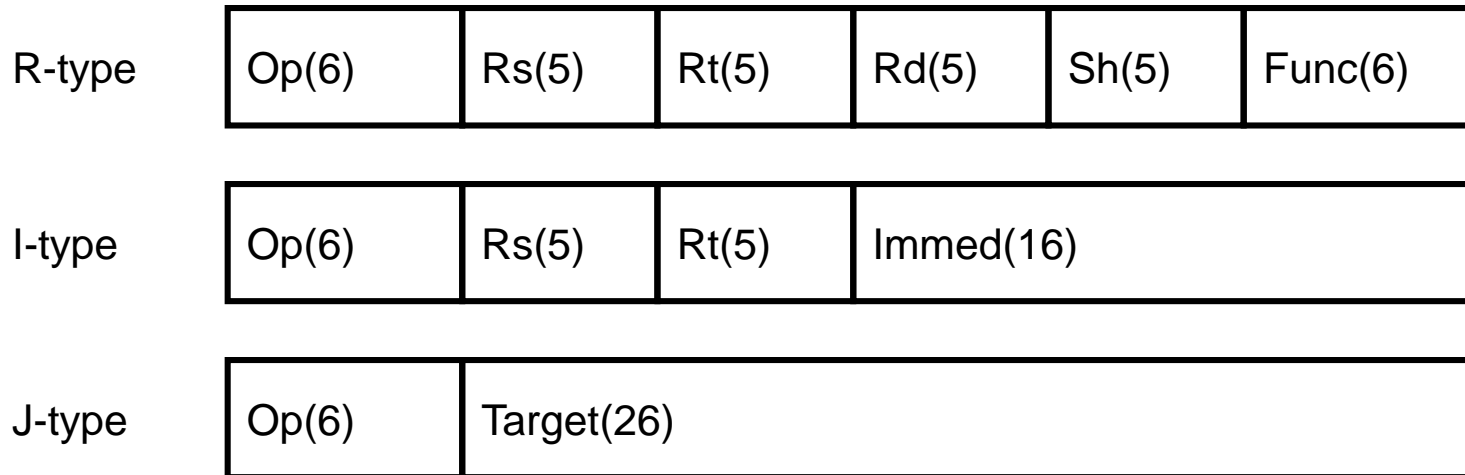 R-type Op(6) Rs(5) Rt(5) Rd(5) Sh(5) Func(6)
I-type Op(6) Rs(5) Rt(5) Immed(16)
J-type Op(6) Target(26)